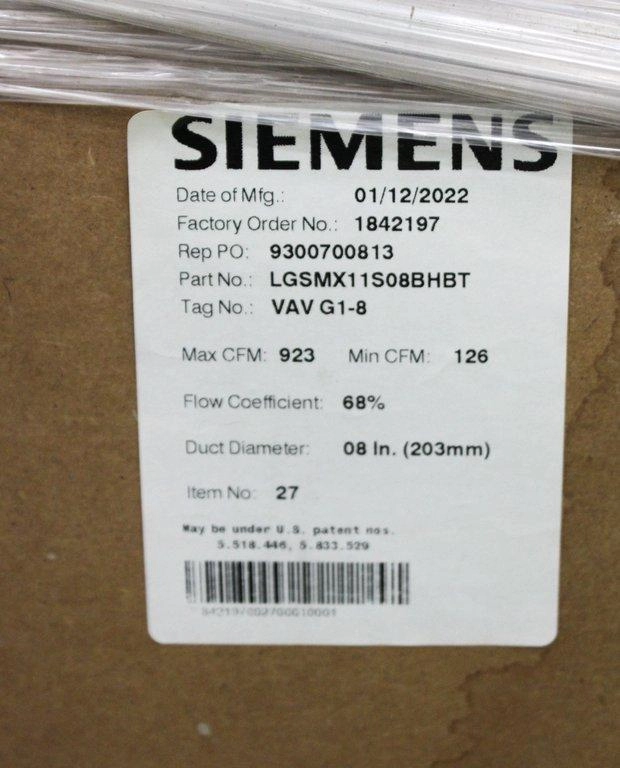 SIEMENS
Date of Mfg.: 01/12/2022
Factory Order No.: 1842197
Rep PO: 9300700813
Part No.: LGSMX11S08BHBT
Tag No.: VAV G1-8
Max CFM: 923 Min CFM: 126
Flow Coefficient: 68%
Duct Diameter: 08 In. (203mm)
Item No: 27
May be under U.S. patent nos.
5.518.446, 5.833.529